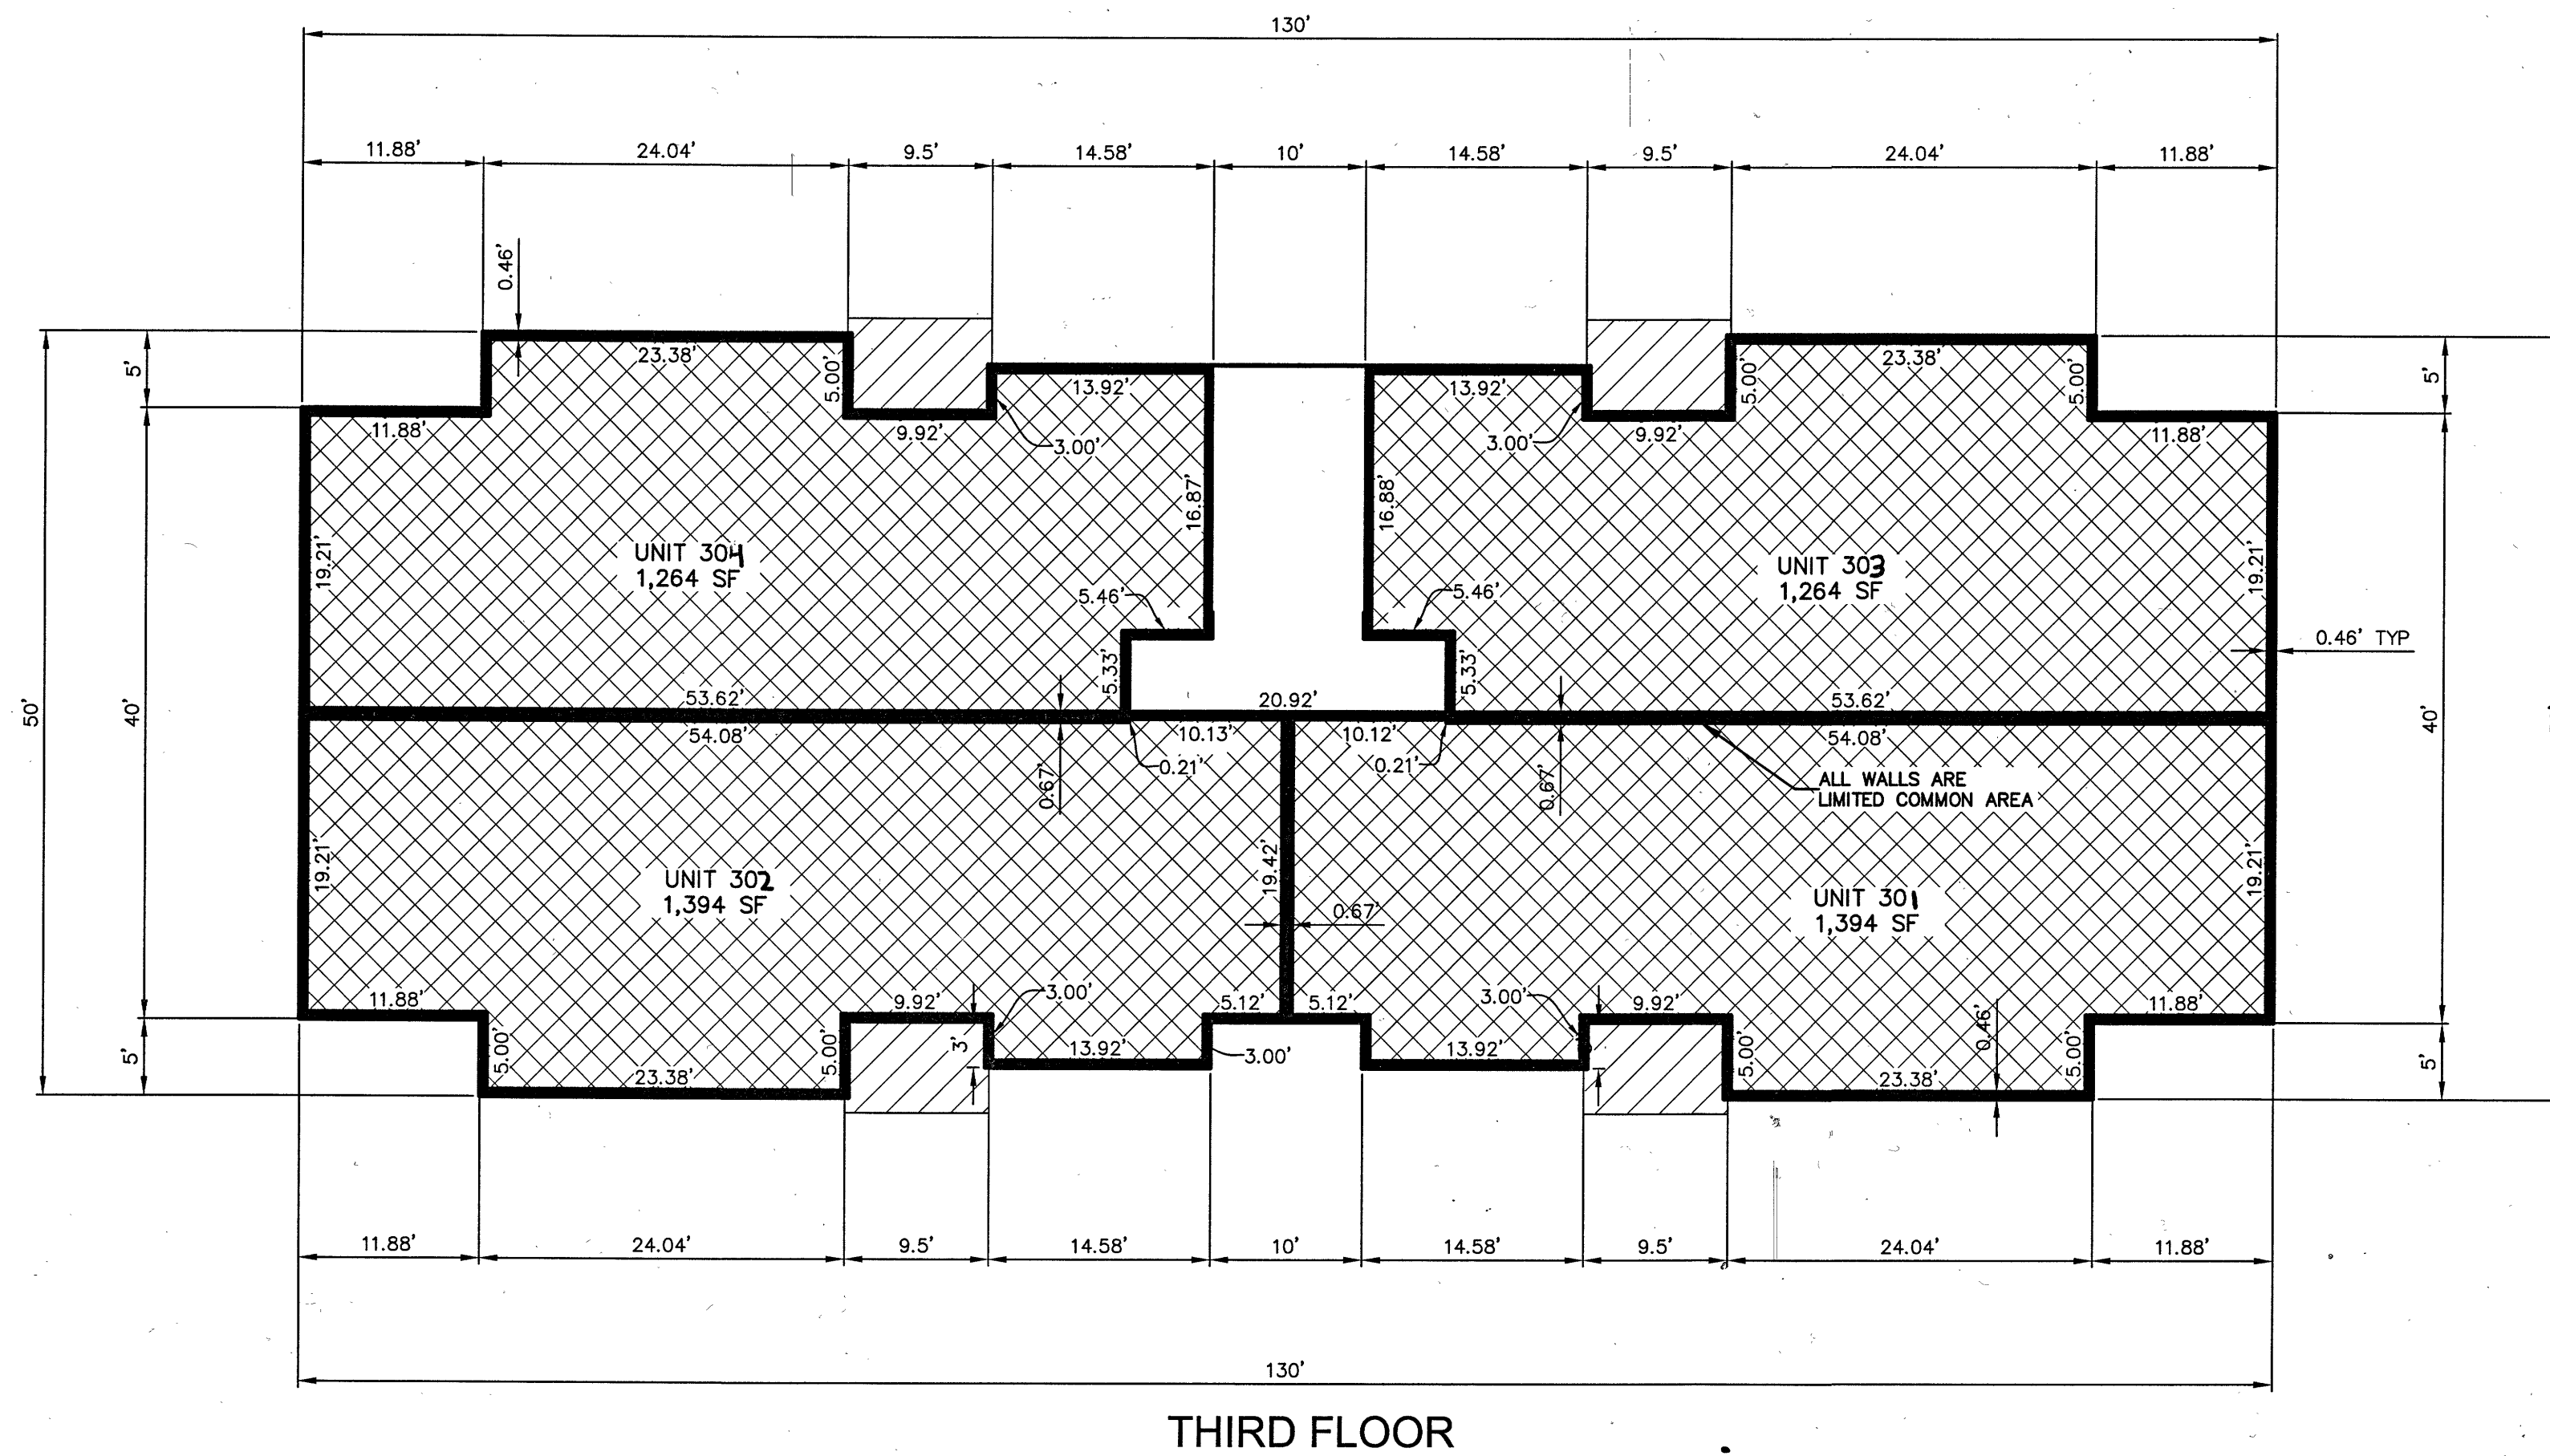 130'
11.88' 24.04' 9.5' 14.58' 10' 14.58' 9.5' 24.04' 11.88'
0.46'
5' 23.38' 5.00' 13.92' 13.92' 23.38' 5.00' 5.00' 5'
11.88' 9.92' 3.00' 3.00' 9.92' 11.88'
16.87' 16.88'
19.21' UNIT 304
1,264 SF
UNIT 303
1,264 SF
19.21'
5.46' 5.46'
0.46' TYP
5.33' 5.33'
50' 40' 53.62' 20.92' 53.62' 40'
54.08' 10.13' 10.12' 54.08'
0.67' 0.21' 0.21' 0.67'
ALL WALLS ARE
LIMITED COMMON AREA
19.21' UNIT 302
1,394 SF
19.42'
0.67'
UNIT 301
1,394 SF
19.21'
11.88' 9.92' 3.00' 5.12' 5.12' 3.00' 9.92' 11.88'
5' 5.00' 23.38' 5.00' 3' 13.92' 3.00' 13.92' 5.00' 23.38' 0.46' 5.00' 5'
11.88' 24.04' 9.5' 14.58' 10' 14.58' 9.5' 24.04' 11.88'
130'
THIRD FLOOR